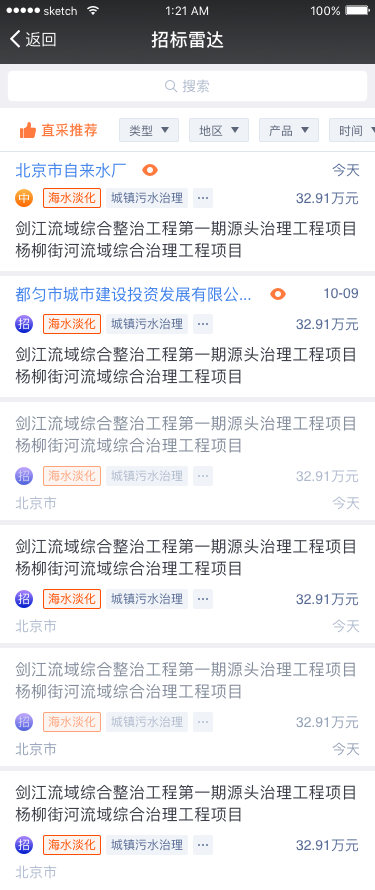 sketch 1:21 AM 100%
返回 招标雷达
搜索
直采推荐 类型 地区 产品 时间
北京市自来水厂 今天
中 海水淡化 城镇污水治理 ··· 32.91万元
剑江流域综合整治工程第一期源头治理工程项目
杨柳街河流域综合治理工程项目
都匀市城市建设投资发展有限公... 10-09
招 海水淡化 城镇污水治理 ··· 32.91万元
剑江流域综合整治工程第一期源头治理工程项目
杨柳街河流域综合治理工程项目
剑江流域综合整治工程第一期源头治理工程项目
杨柳街河流域综合治理工程项目
招 海水淡化 城镇污水治理 ··· 32.91万元
北京市 今天
剑江流域综合整治工程第一期源头治理工程项目
杨柳街河流域综合治理工程项目
招 海水淡化 城镇污水治理 ··· 32.91万元
北京市 今天
剑江流域综合整治工程第一期源头治理工程项目
杨柳街河流域综合治理工程项目
招 海水淡化 城镇污水治理 ··· 32.91万元
北京市 今天
剑江流域综合整治工程第一期源头治理工程项目
杨柳街河流域综合治理工程项目
招 海水淡化 城镇污水治理 ··· 32.91万元
北京市